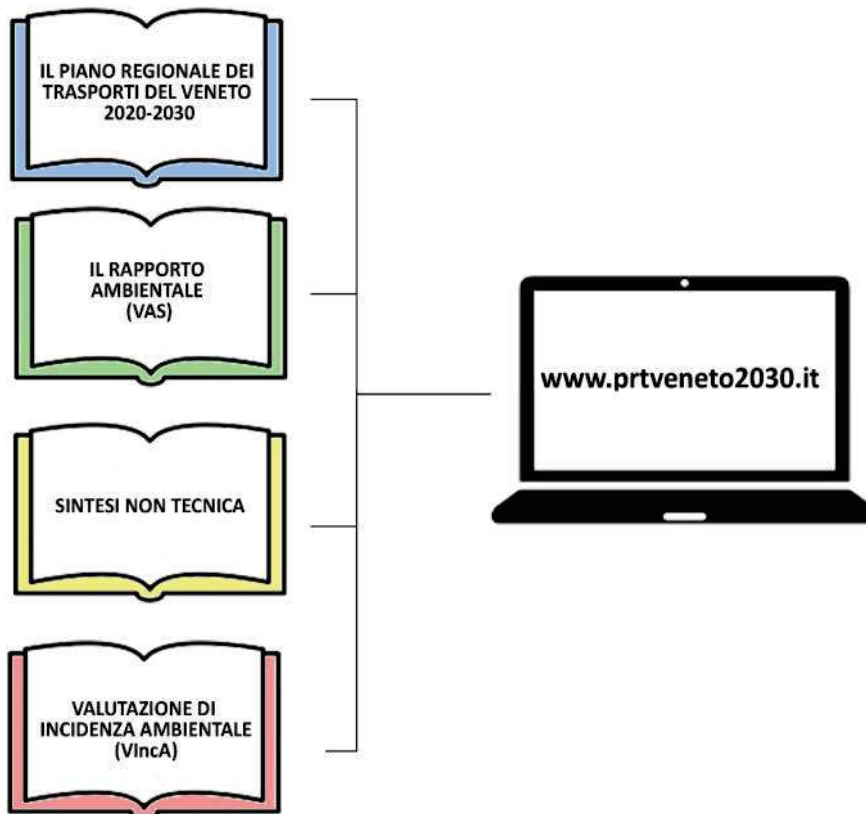 IL PIANO REGIONALE DEI
TRASPORTI DEL VENETO
2020-2030
IL RAPPORTO
AMBIENTALE
(VAS)
www.prtveneto2030.it
SINTESI NON TECNICA
VALUTAZIONE DI
INCIDENZA AMBIENTALE
(VIncA)